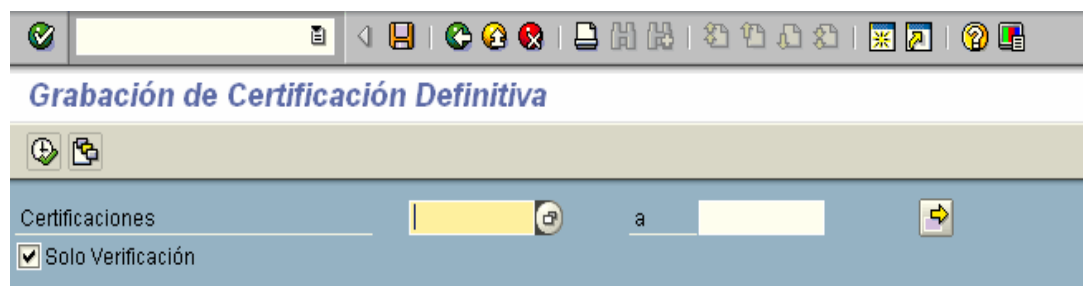 Grabación de Certificación Definitiva
Certificaciones a
Solo Verificación